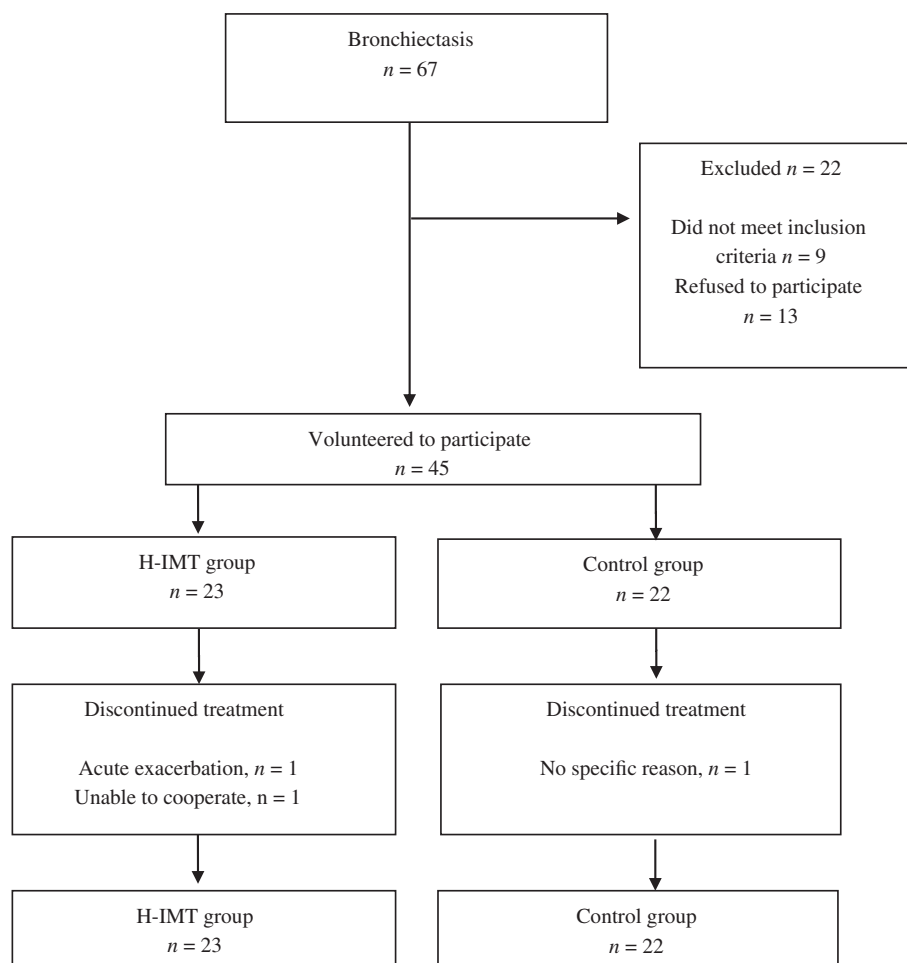 Bronchiectasis
n = 67
Excluded n = 22
Did not meet inclusion
criteria n = 9
Refused to participate
n = 13
Volunteered to participate
n = 45
H-IMT group
n = 23
Control group
n = 22
Discontinued treatment
Acute exacerbation, n = 1
Unable to cooperate, n = 1
Discontinued treatment
No specific reason, n = 1
H-IMT group
n = 23
Control group
n = 22